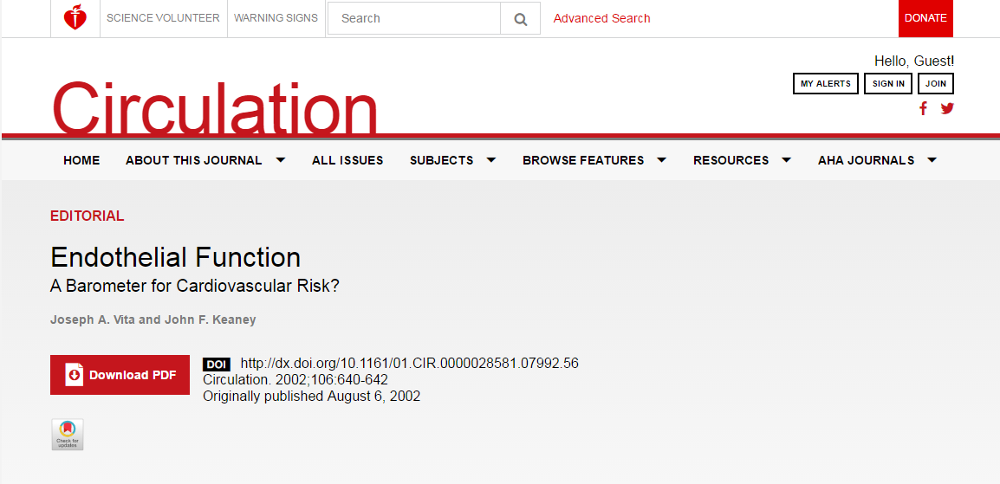 SCIENCE VOLUNTEER
WARNING SIGNS
Search
Advanced Search
DONATE
Hello, Guest!
MY ALERTS
SIGN IN
JOIN
Circulation
HOME
ABOUT THIS JOURNAL
ALL ISSUES
SUBJECTS
BROWSE FEATURES
RESOURCES
AHA JOURNALS
EDITORIAL
Endothelial Function
A Barometer for Cardiovascular Risk?
Joseph A. Vita and John F. Keaney
Download PDF
DOI http://dx.doi.org/10.1161/01.CIR.0000028581.07992.56
Circulation. 2002;106:640-642
Originally published August 6, 2002
Check for
updates